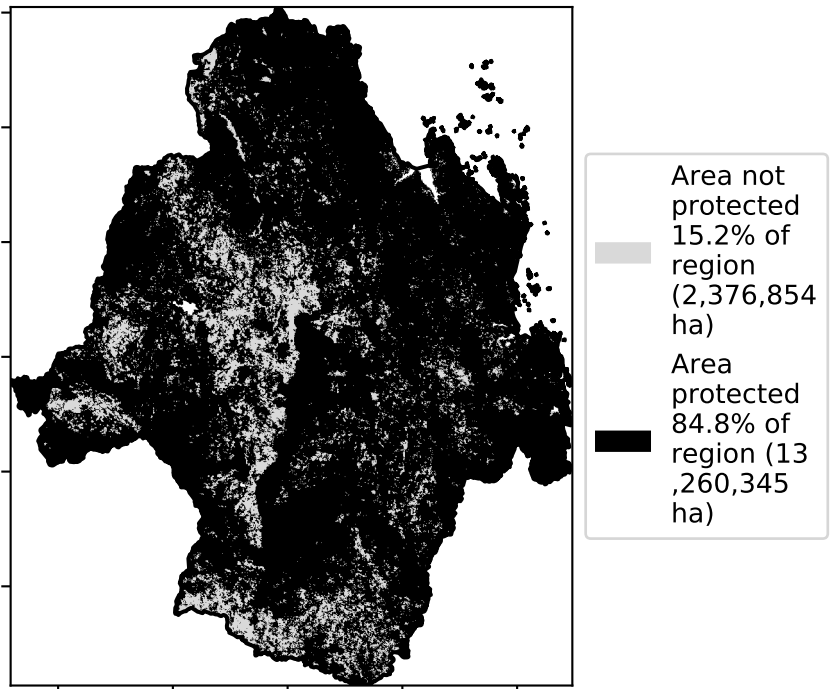 Area not
protected
15.2% of
region
(2,376,854
ha)
Area
protected
84.8% of
region (13
,260,345
ha)